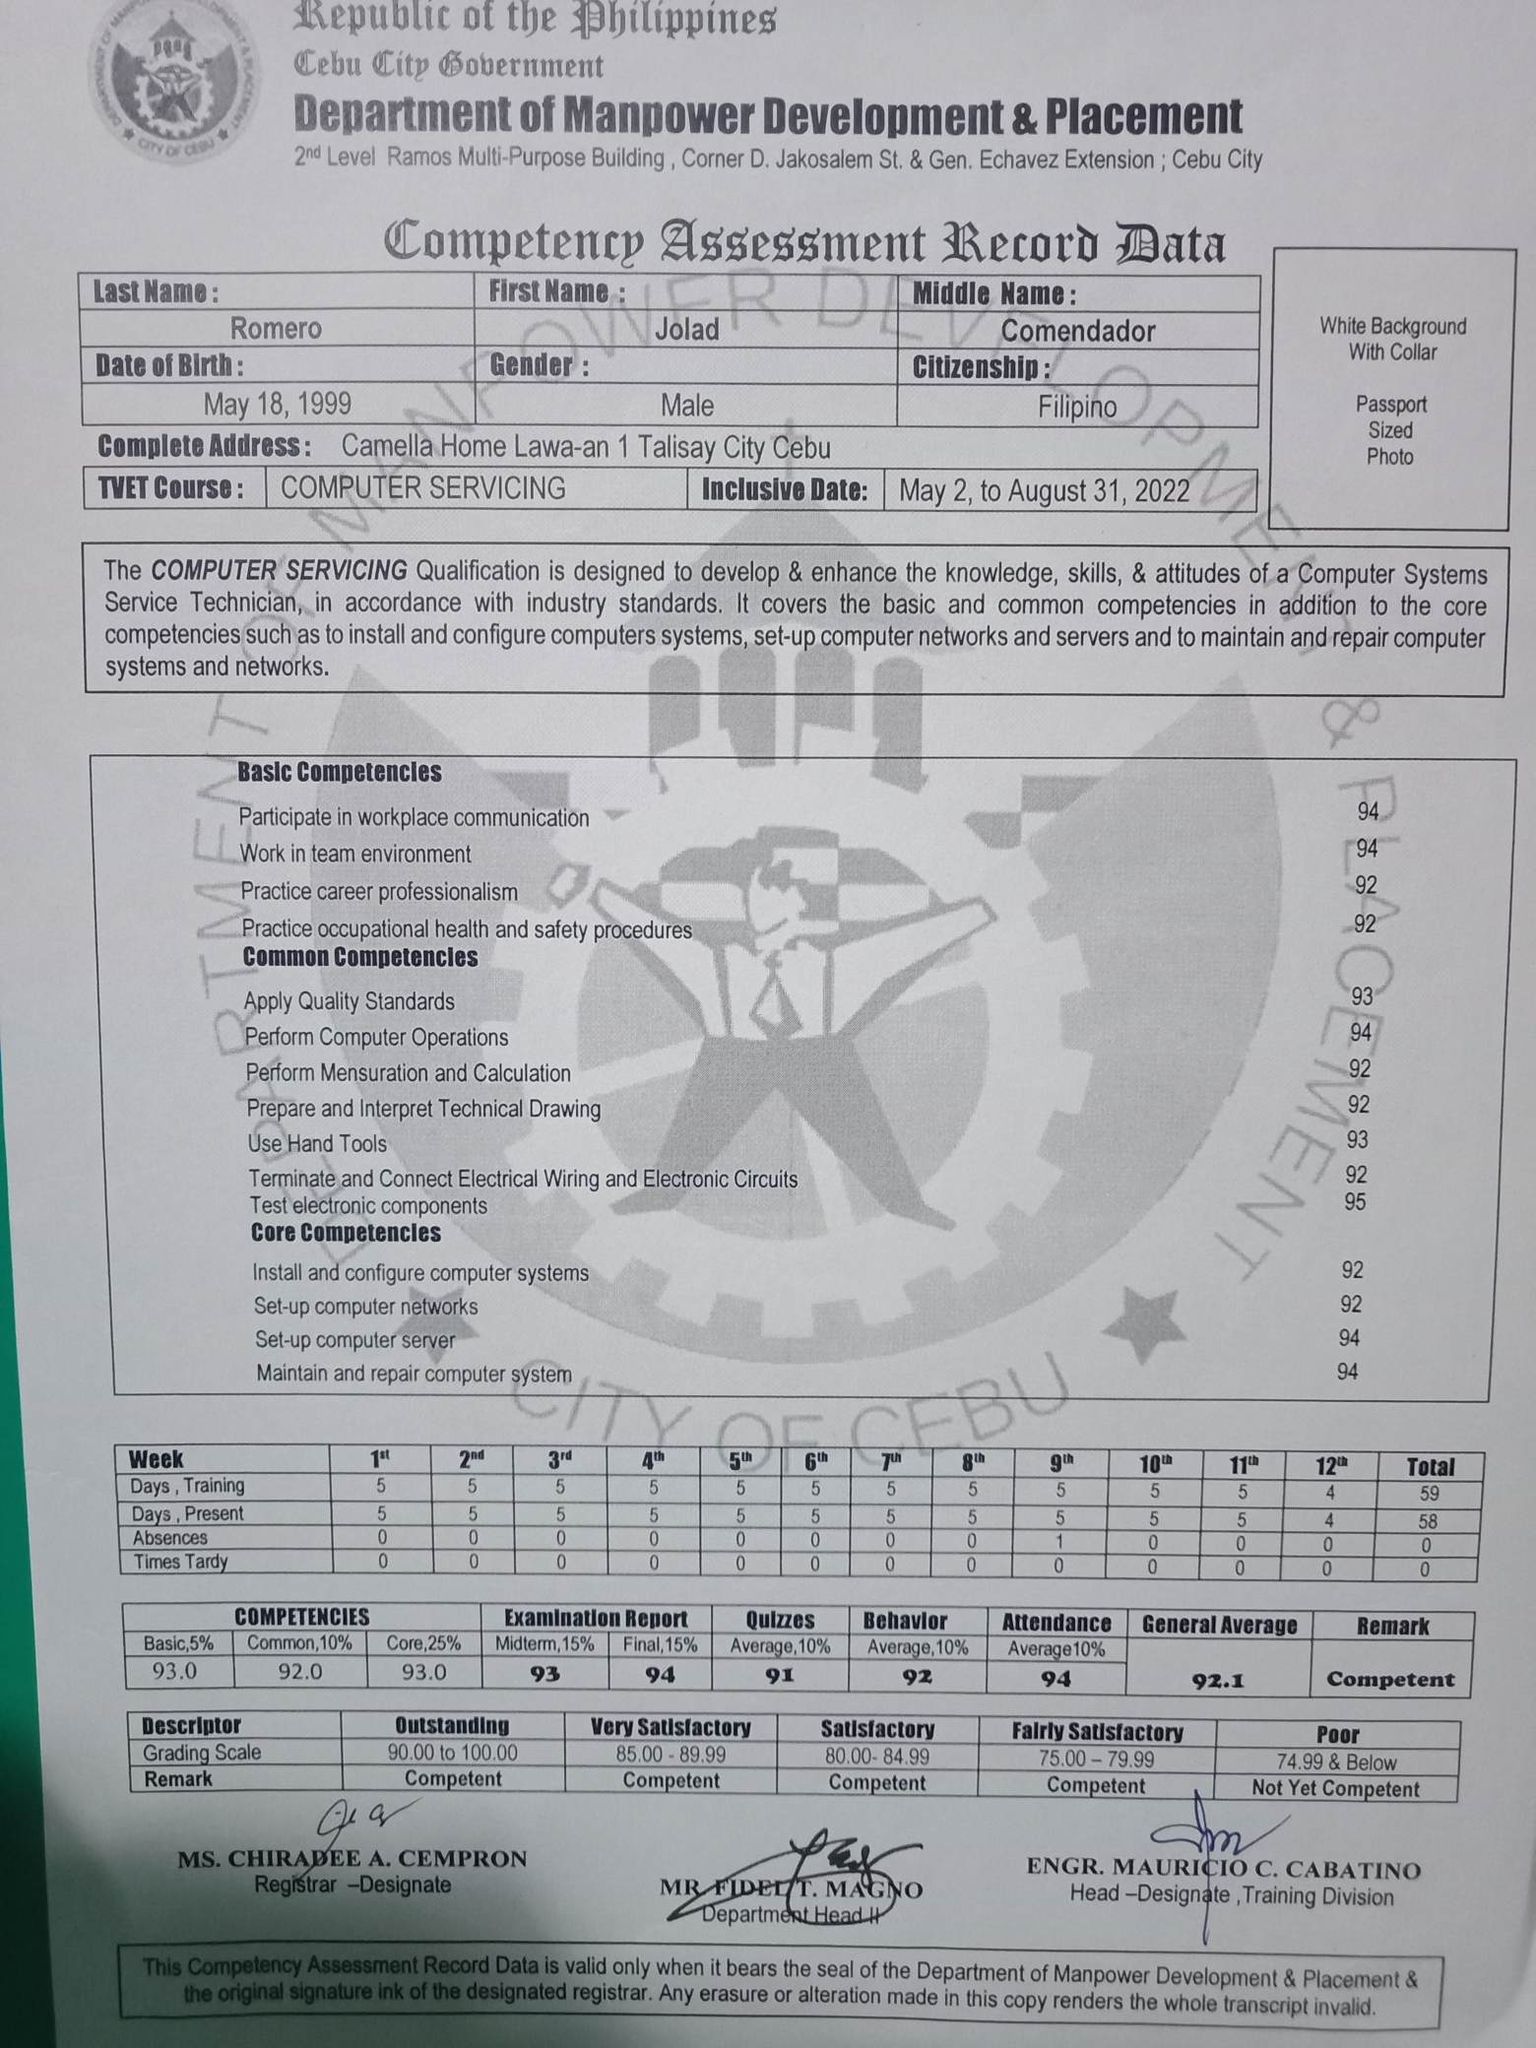 Republic of the Philippines
Cebu City Government
Department of Manpower Development & Placement
2nd Level Ramos Multi-Purpose Building , Corner D. Jakosalem St. & Gen. Echavez Extension ; Cebu City
CITY OF CEBU
Competency Assessment Record Data
Last Name : First Name : Middle Name :
Romero Jolad Comendador
Date of Birth : Gender : Citizenship :
May 18, 1999 Male Filipino
White Background
With Collar
Passport
Sized
Photo
Complete Address : Camella Home Lawa-an 1 Talisay City Cebu
TVET Course : COMPUTER SERVICING Inclusive Date: May 2, to August 31, 2022
The COMPUTER SERVICING Qualification is designed to develop & enhance the knowledge, skills, & attitudes of a Computer Systems
Service Technician, in accordance with industry standards. It covers the basic and common competencies in addition to the core
competencies such as to install and configure computers systems, set-up computer networks and servers and to maintain and repair computer
systems and networks.
DEPARTMENT OF MANPOWER DEVELOPMENT & PLACEMENT
Basic Competencies
Participate in workplace communication 94
Work in team environment 94
Practice career professionalism 92
Practice occupational health and safety procedures 92
Common Competencies
Apply Quality Standards 93
Perform Computer Operations 94
Perform Mensuration and Calculation 92
Prepare and Interpret Technical Drawing 92
Use Hand Tools 93
Terminate and Connect Electrical Wiring and Electronic Circuits 92
Test electronic components 95
Core Competencies
Install and configure computer systems 92
Set-up computer networks 92
Set-up computer server 94
Maintain and repair computer system 94
CITY OF CEBU
Week 1st 2nd 3rd 4th 5th 6th 7th 8th 9th 10th 11th 12th Total
Days , Training 5 5 5 5 5 5 5 5 5 5 5 4 59
Days , Present 5 5 5 5 5 5 5 5 5 5 5 4 58
Absences 0 0 0 0 0 0 0 0 1 0 0 0 0
Times Tardy 0 0 0 0 0 0 0 0 0 0 0 0 0
COMPETENCIES Examination Report Quizzes Behavior Attendance General Average Remark
Basic,5% Common,10% Core,25% Midterm,15% Final,15% Average,10% Average,10% Average10%
93.0 92.0 93.0 93 94 91 92 94 92.1 Competent
Descriptor Outstanding Very Satisfactory Satisfactory Fairly Satisfactory Poor
Grading Scale 90.00 to 100.00 85.00 - 89.99 80.00- 84.99 75.00 – 79.99 74.99 & Below
Remark Competent Competent Competent Competent Not Yet Competent
MS. CHIRADEE A. CEMPRON
Registrar –Designate
MR. FIDEL T. MAGNO
Department Head II
ENGR. MAURICIO C. CABATINO
Head –Designate ,Training Division
This Competency Assessment Record Data is valid only when it bears the seal of the Department of Manpower Development & Placement &
the original signature ink of the designated registrar. Any erasure or alteration made in this copy renders the whole transcript invalid.